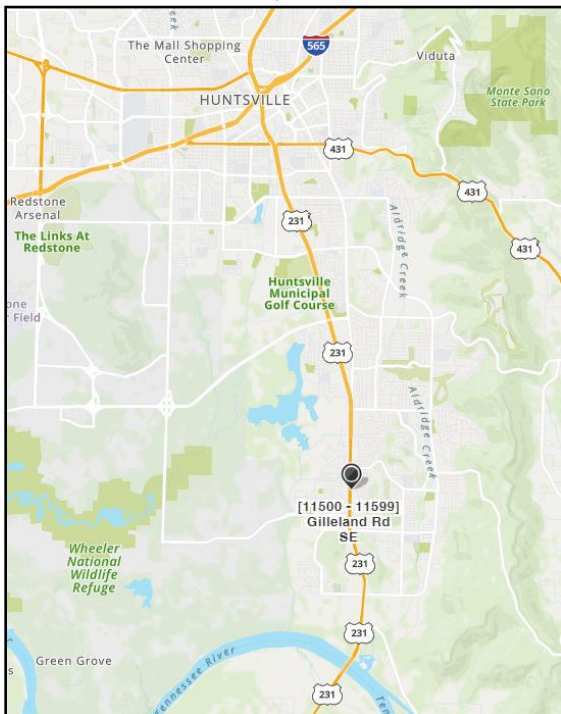 Creek
565
The Mall Shopping
Center
Viduta
HUNTSVILLE
Monte Sano
State Park
431
431
Redstone
Arsenal
231
Aldridge Creek
431
The Links At
Redstone
Huntsville
Municipal
Golf Course
one
Field
231
Aldridge Creek
[11500 - 11599]
Gilleland Rd
SE
Wheeler
National
Wildlife
Refuge
231
231
Green Grove
Tennessee River
231